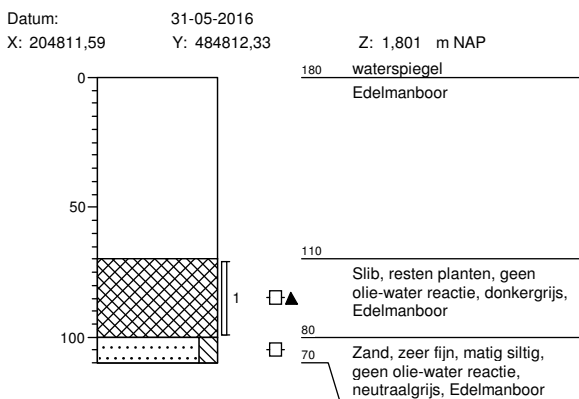 Datum: 31-05-2016
X: 204811,59 Y: 484812,33 Z: 1,801 m NAP
0
180 waterspiegel
Edelmanboor
50
110
Slib, resten planten, geen
olie-water reactie, donkergrijs,
Edelmanboor
1
100
80
70
Zand, zeer fijn, matig siltig,
geen olie-water reactie,
neutraalgrijs, Edelmanboor